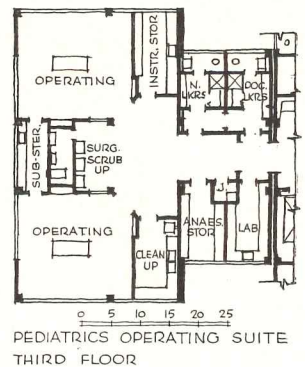 OPERATING
INSTR. STOR
N.
LKRS
DOC.
LKRS
SUB-STER.
SURG.
SCRUB
UP
OPERATING
CLEAN
UP
J.
ANAES.
STOR
LAB
0 5 10 15 20 25
PEDIATRICS OPERATING SUITE
THIRD FLOOR